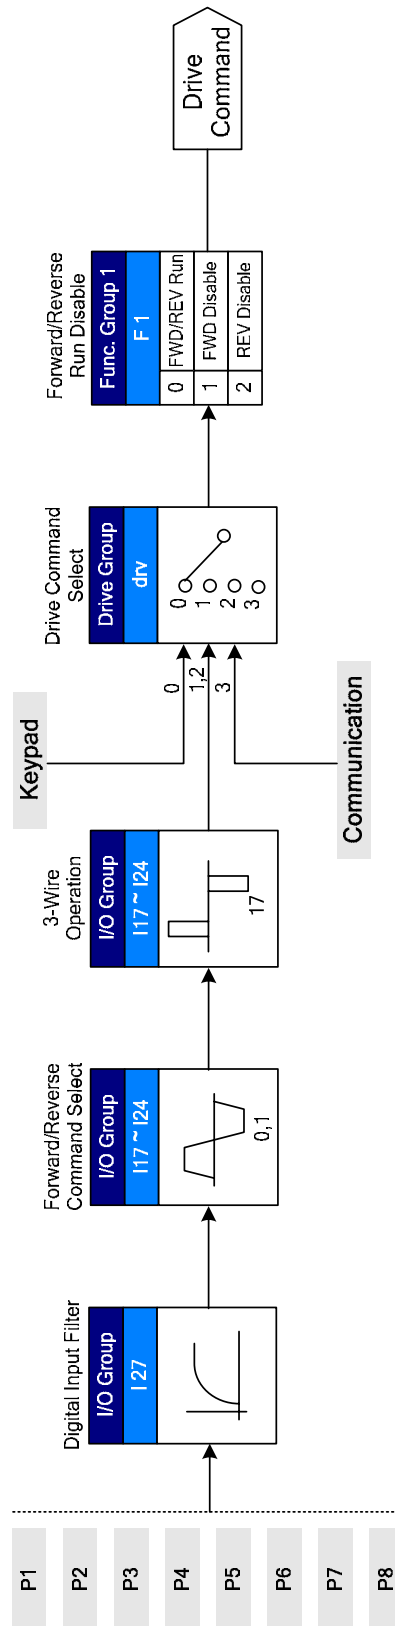 P1
P2
P3
P4
P5
P6
P7
P8
Digital Input Filter
I/O Group
I 27
Forward/Reverse
Command Select
I/O Group
I17 ~ I24
0,1
3-Wire
Operation
I/O Group
I17 ~ I24
17
Keypad
Communication
0
1,2
3
Drive Command
Select
Drive Group
drv
0
1
2
3
Forward/Reverse
Run Disable
Func. Group 1
F 1
0 FWD/REV Run
1 FWD Disable
2 REV Disable
Drive
Command